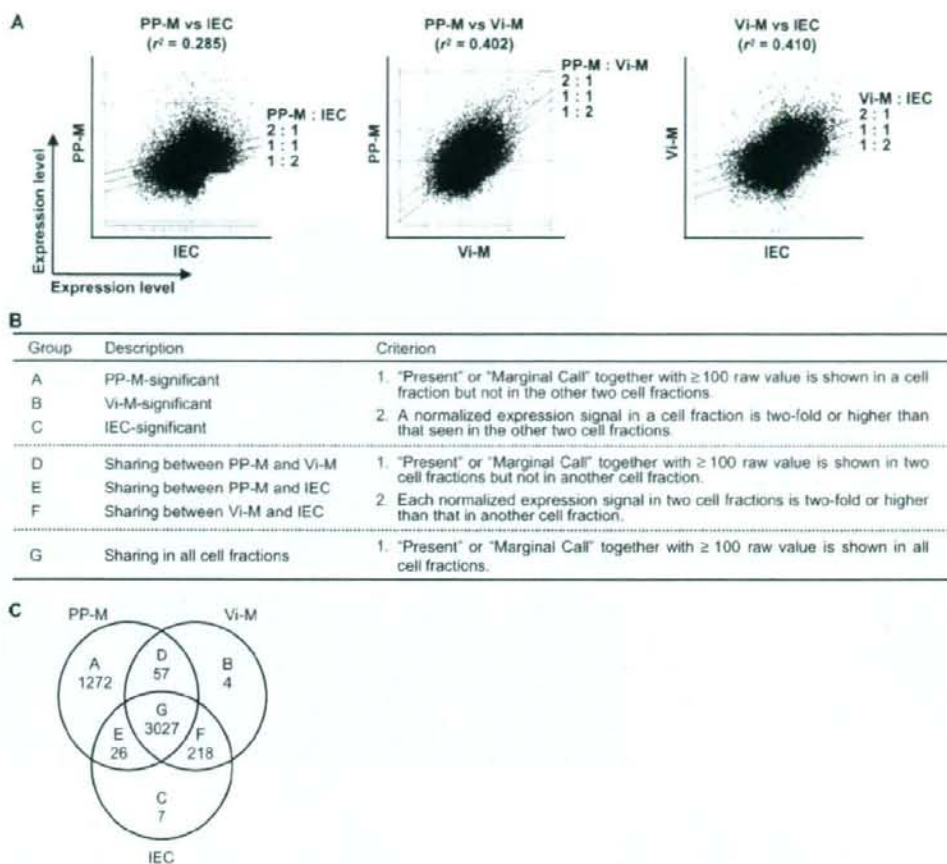 A
PP-M vs IEC
(r² = 0.285)
PP-M
IEC
PP-M : IEC
2 : 1
1 : 1
1 : 2
Expression level
Expression level
PP-M vs Vi-M
(r² = 0.402)
PP-M
Vi-M
PP-M : Vi-M
2 : 1
1 : 1
1 : 2
Vi-M vs IEC
(r² = 0.410)
Vi-M
IEC
Vi-M : IEC
2 : 1
1 : 1
1 : 2
B
Group Description Criterion
A PP-M-significant
B Vi-M-significant
C IEC-significant
1. "Present" or "Marginal Call" together with ≥ 100 raw value is shown in a cell
fraction but not in the other two cell fractions.
2. A normalized expression signal in a cell fraction is two-fold or higher than
that seen in the other two cell fractions.
D Sharing between PP-M and Vi-M
E Sharing between PP-M and IEC
F Sharing between Vi-M and IEC
1. "Present" or "Marginal Call" together with ≥ 100 raw value is shown in two
cell fractions but not in another cell fraction.
2. Each normalized expression signal in two cell fractions is two-fold or higher
than that in another cell fraction.
G Sharing in all cell fractions
1. "Present" or "Marginal Call" together with ≥ 100 raw value is shown in all
cell fractions.
C
PP-M
Vi-M
A
1272
D
57
B
4
G
3027
E
26
F
218
C
7
IEC